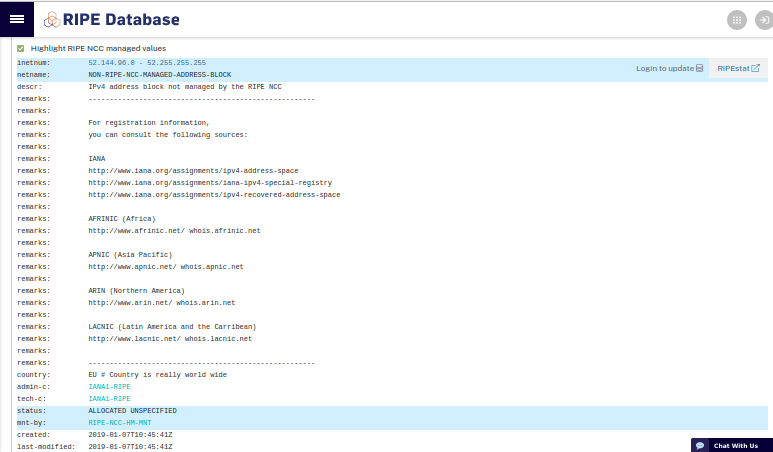 RIPE Database
Highlight RIPE NCC managed values
inetnum: 52.144.96.0 - 52.255.255.255
Login to update RIPEstat
netname: NON-RIPE-NCC-MANAGED-ADDRESS-BLOCK
descr: IPv4 address block not managed by the RIPE NCC
remarks: ------------------------------------------------------
remarks:
remarks: For registration information,
remarks: you can consult the following sources:
remarks:
remarks: IANA
remarks: http://www.iana.org/assignments/ipv4-address-space
remarks: http://www.iana.org/assignments/iana-ipv4-special-registry
remarks: http://www.iana.org/assignments/ipv4-recovered-address-space
remarks:
remarks: AFRINIC (Africa)
remarks: http://www.afrinic.net/ whois.afrinic.net
remarks:
remarks: APNIC (Asia Pacific)
remarks: http://www.apnic.net/ whois.apnic.net
remarks:
remarks: ARIN (Northern America)
remarks: http://www.arin.net/ whois.arin.net
remarks:
remarks: LACNIC (Latin America and the Carribean)
remarks: http://www.lacnic.net/ whois.lacnic.net
remarks:
remarks: ------------------------------------------------------
country: EU # Country is really world wide
admin-c: IANA1-RIPE
tech-c: IANA1-RIPE
status: ALLOCATED UNSPECIFIED
mnt-by: RIPE-NCC-HM-MNT
created: 2019-01-07T10:45:41Z
last-modified: 2019-01-07T10:45:41Z
Chat With Us